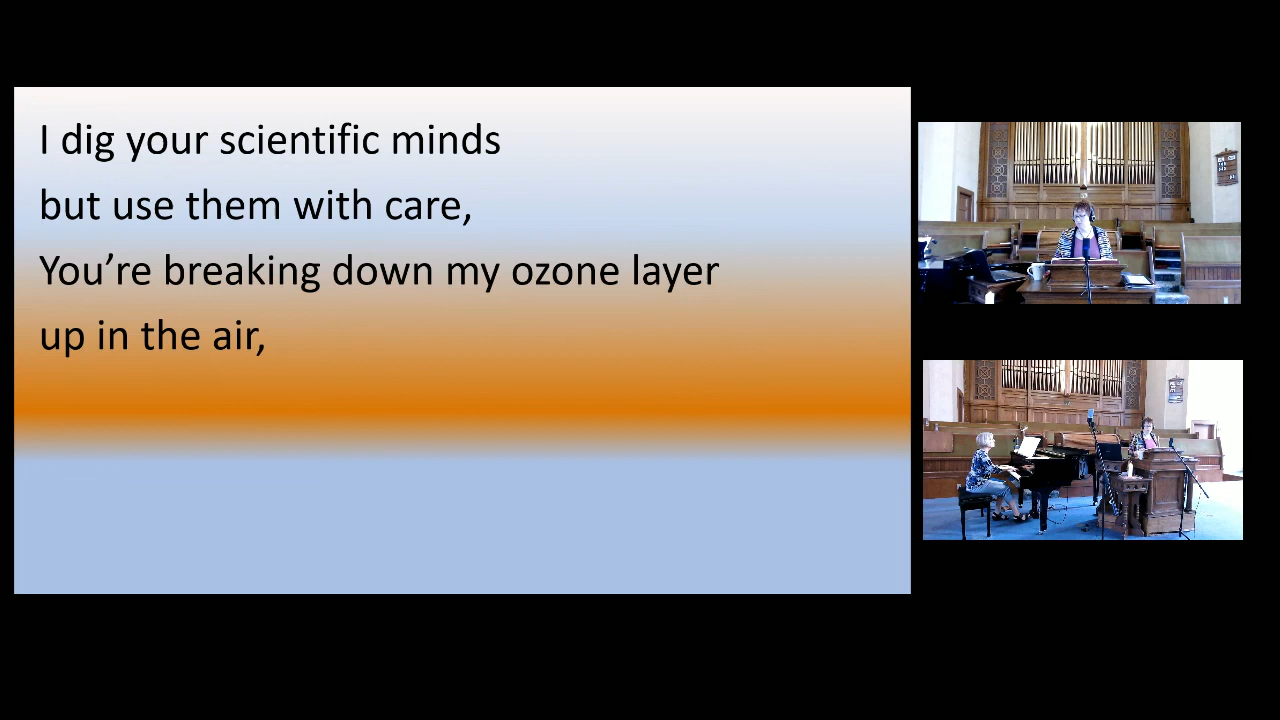 I dig your scientific minds
but use them with care,
You’re breaking down my ozone layer
up in the air,